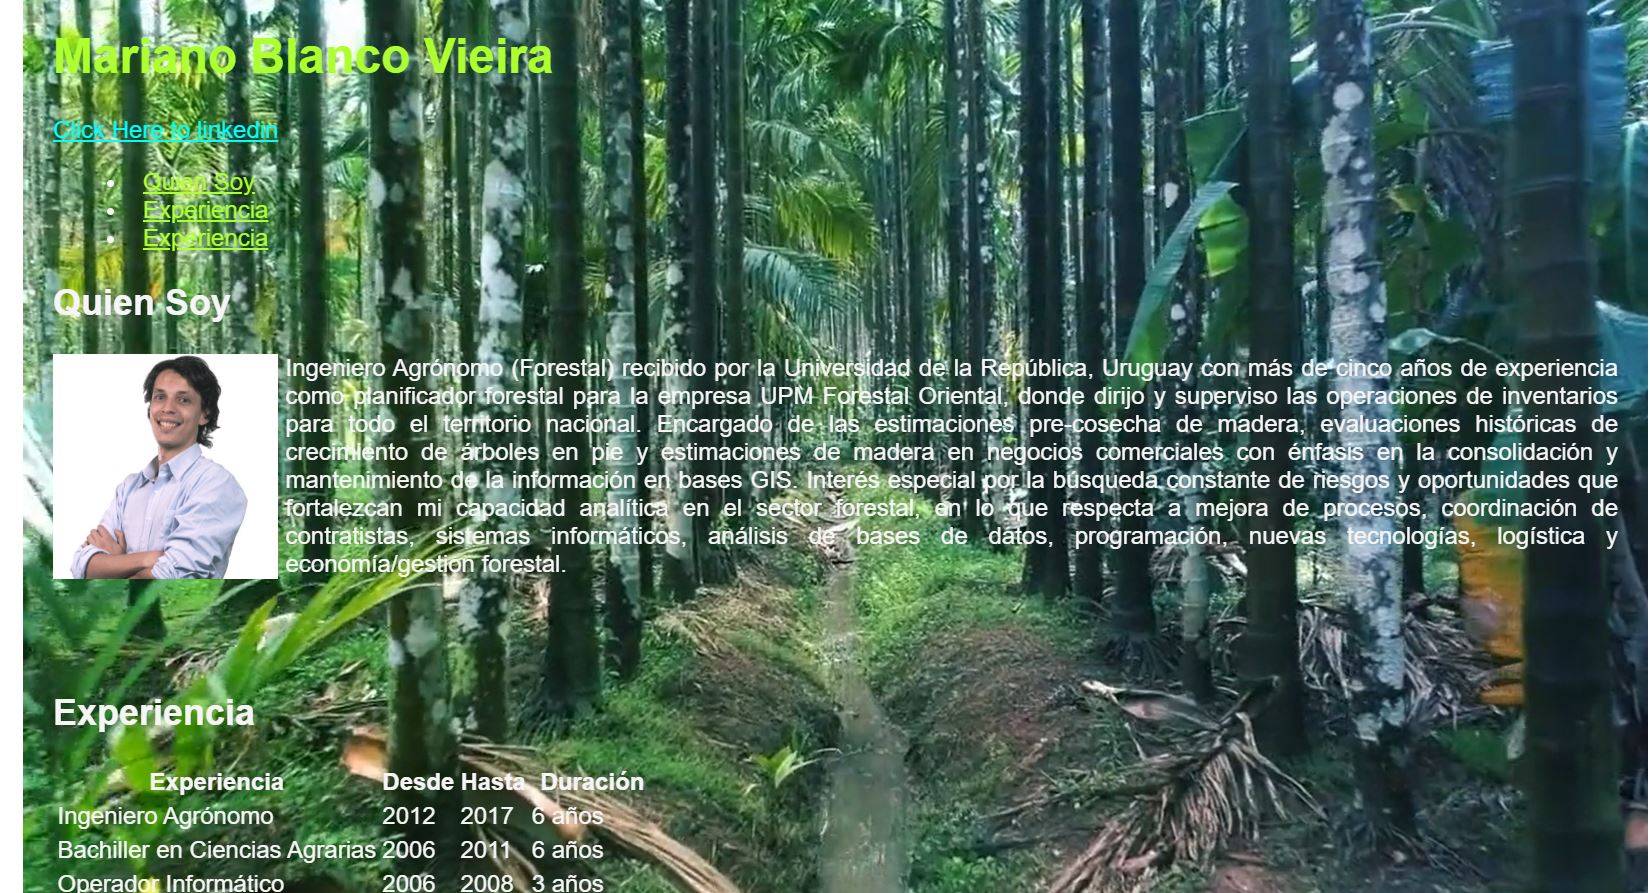 Mariano Blanco Vieira
Click Here to linkedin
Quien Soy
Experiencia
Experiencia
Quien Soy
Ingeniero Agrónomo (Forestal) recibido por la Universidad de la República, Uruguay con más de cinco años de experiencia
como planificador forestal para la empresa UPM Forestal Oriental, donde dirijo y superviso las operaciones de inventarios
para todo el territorio nacional. Encargado de las estimaciones pre-cosecha de madera, evaluaciones históricas de
crecimiento de árboles en pie y estimaciones de madera en negocios comerciales con énfasis en la consolidación y
mantenimiento de la información en bases GIS. Interés especial por la búsqueda constante de riesgos y oportunidades que
fortalezcan mi capacidad analítica en el sector forestal, en lo que respecta a mejora de procesos, coordinación de
contratistas, sistemas informáticos, análisis de bases de datos, programación, nuevas tecnologías, logística y
economía/gestion forestal.
Experiencia
Experiencia Desde Hasta Duración
Ingeniero Agrónomo 2012 2017 6 años
Bachiller en Ciencias Agrarias 2006 2011 6 años
Operador Informático 2006 2008 3 años